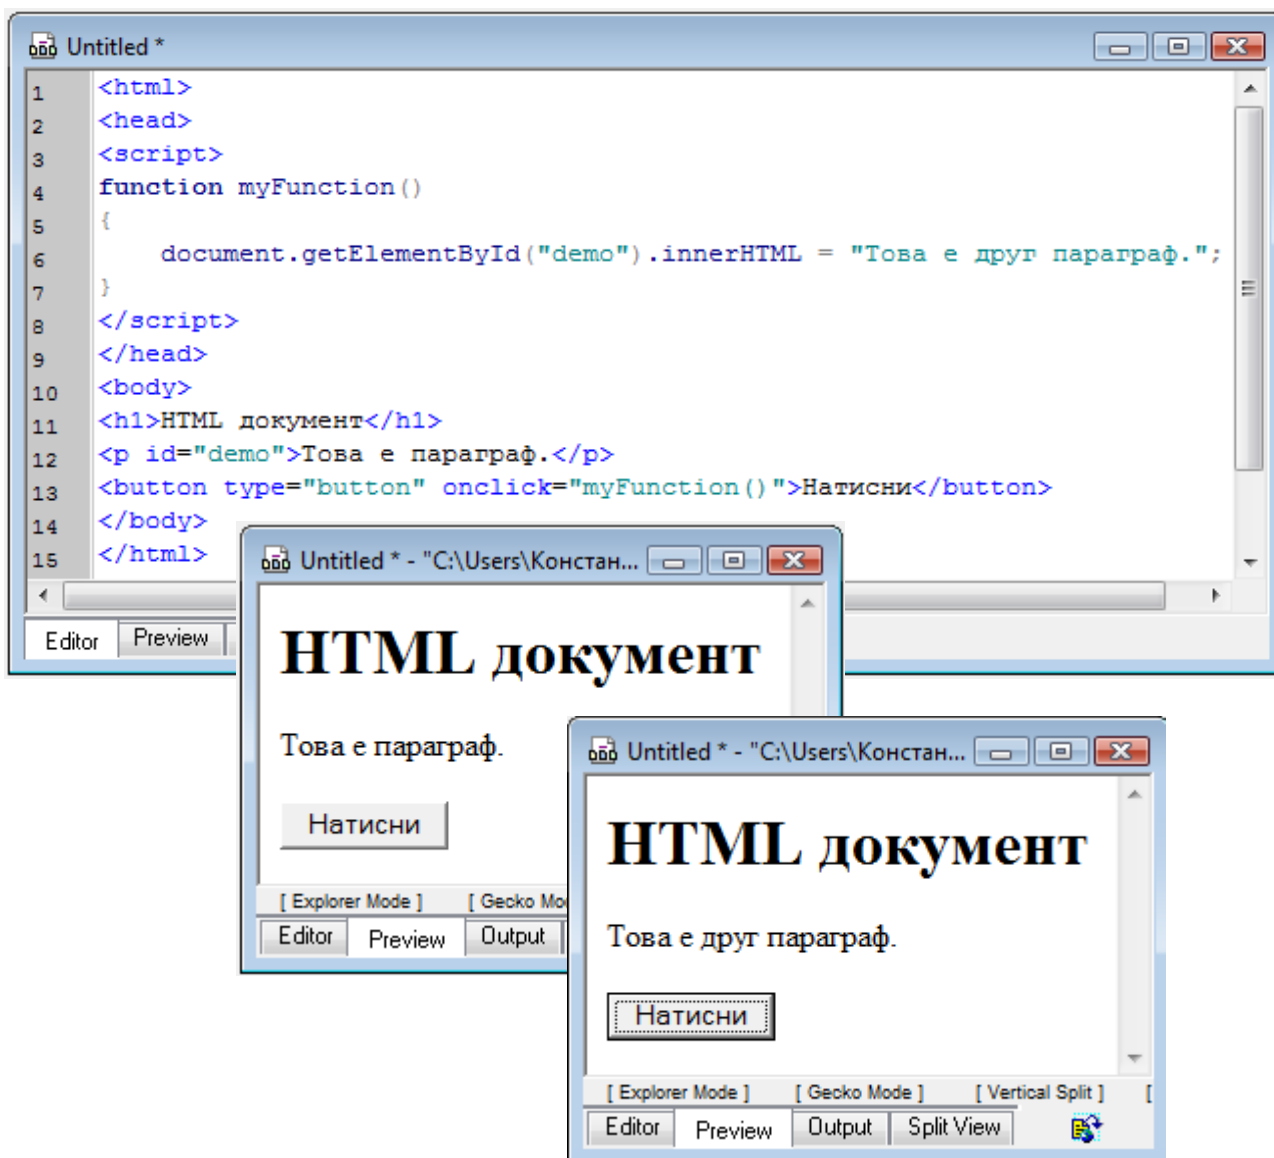 Untitled *
1 <html>
2 <head>
3 <script>
4 function myFunction()
5 {
6 document.getElementById("demo").innerHTML = "Това е друг параграф.";
7 }
8 </script>
9 </head>
10 <body>
11 <h1>HTML документ</h1>
12 <p id="demo">Това е параграф.</p>
13 <button type="button" onclick="myFunction()">Натисни</button>
14 </body>
15 </html>
Editor Preview
Untitled * - "C:\Users\Констан...
HTML документ
Това е параграф.
Натисни
[ Explorer Mode ] [ Gecko Mo
Editor Preview Output
Untitled * - "C:\Users\Констан...
HTML документ
Това е друг параграф.
Натисни
[ Explorer Mode ] [ Gecko Mode ] [ Vertical Split ] [
Editor Preview Output Split View